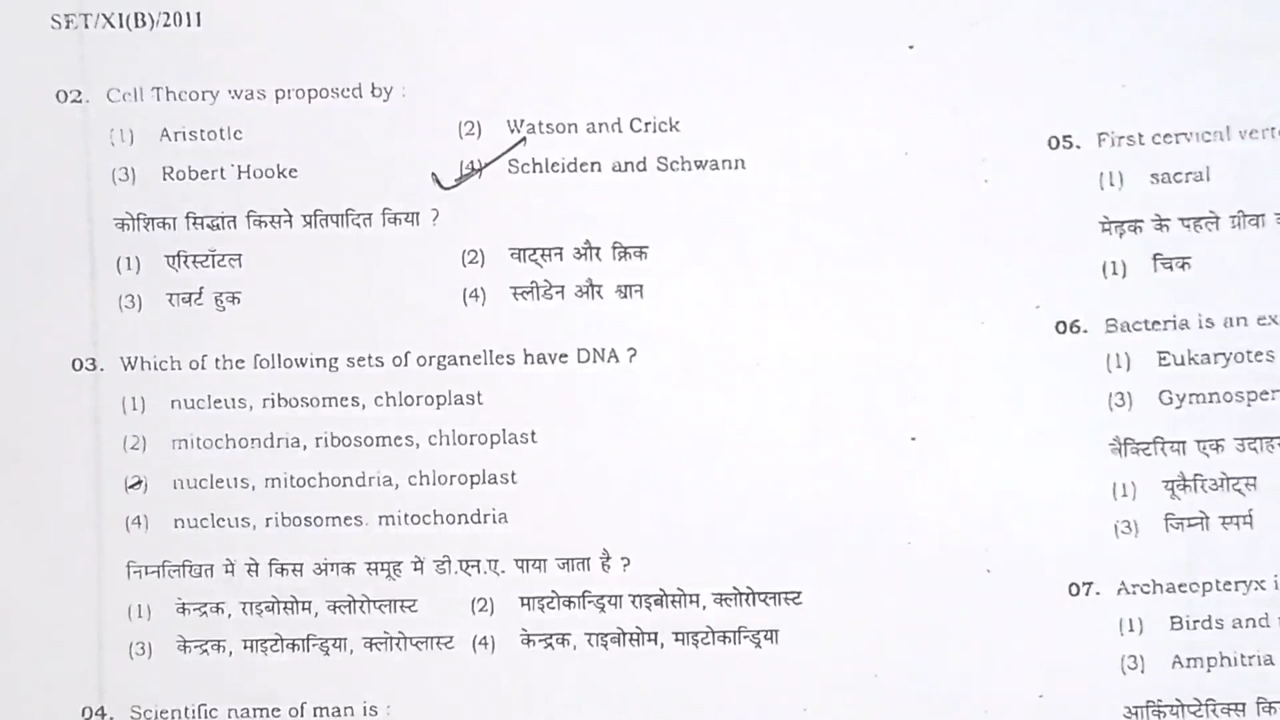 SET/XI(B)/2011
02. Cell Theory was proposed by :
(1) Aristotle (2) Watson and Crick
(3) Robert Hooke (4) Schleiden and Schwann
कोशिका सिद्धांत किसने प्रतिपादित किया ?
(1) एरिस्टॉटल (2) वाट्सन और क्रिक
(3) राबर्ट हुक (4) स्लीडेन और श्वान
03. Which of the following sets of organelles have DNA ?
(1) nucleus, ribosomes, chloroplast
(2) mitochondria, ribosomes, chloroplast
(3) nucleus, mitochondria, chloroplast
(4) nucleus, ribosomes. mitochondria
निम्नलिखित में से किस अंगक समूह में डी.एन.ए. पाया जाता है ?
(1) केन्द्रक, राइबोसोम, क्लोरोप्लास्ट (2) माइटोकान्ड्रिया राइबोसोम, क्लोरोप्लास्ट
(3) केन्द्रक, माइटोकान्ड्रिया, क्लोरोप्लास्ट (4) केन्द्रक, राइबोसोम, माइटोकान्ड्रिया
04. Scientific name of man is :
05. First cervical
(1) sacral
मेढ़क के पहले ग्रीवा
(1) चिक
06. Bacteria is an
(1) Eukaryotes
(3)
बैक्टिरिया एक
(1) यूकैरिओट्स
(3) जिम्नो स्पर्म
07. Archaeopteryx
(1) Birds and
(3) Amphitria
आर्कियोप्टेरिक्स